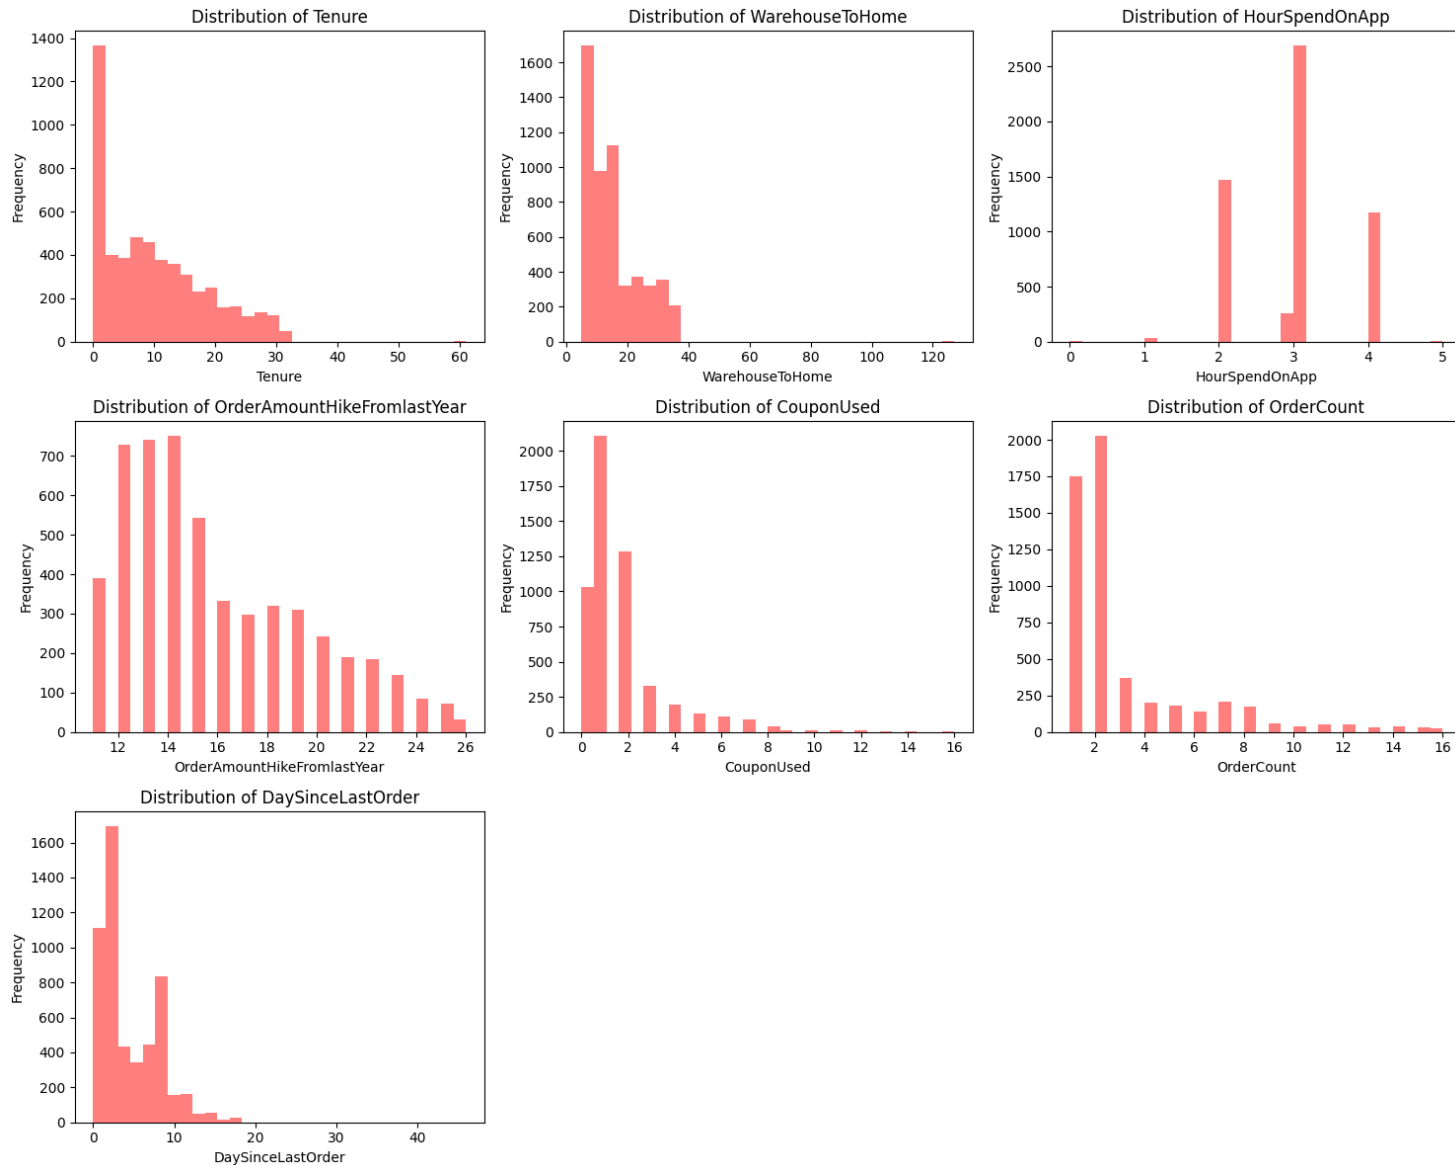 Distribution of Tenure
1400
1200
1000
800
600
400
200
0
Frequency
0 10 20 30 40 50 60
Tenure
Distribution of WarehouseToHome
1600
1400
1200
1000
800
600
400
200
0
Frequency
0 20 40 60 80 100 120
WarehouseToHome
Distribution of HourSpendOnApp
2500
2000
1500
1000
500
0
Frequency
0 1 2 3 4 5
HourSpendOnApp
Distribution of OrderAmountHikeFromlastYear
700
600
500
400
300
200
100
0
Frequency
12 14 16 18 20 22 24 26
OrderAmountHikeFromlastYear
Distribution of CouponUsed
2000
1750
1500
1250
1000
750
500
250
0
Frequency
0 2 4 6 8 10 12 14 16
CouponUsed
Distribution of OrderCount
2000
1750
1500
1250
1000
750
500
250
0
Frequency
2 4 6 8 10 12 14 16
OrderCount
Distribution of DaySinceLastOrder
1600
1400
1200
1000
800
600
400
200
0
Frequency
0 10 20 30 40
DaySinceLastOrder